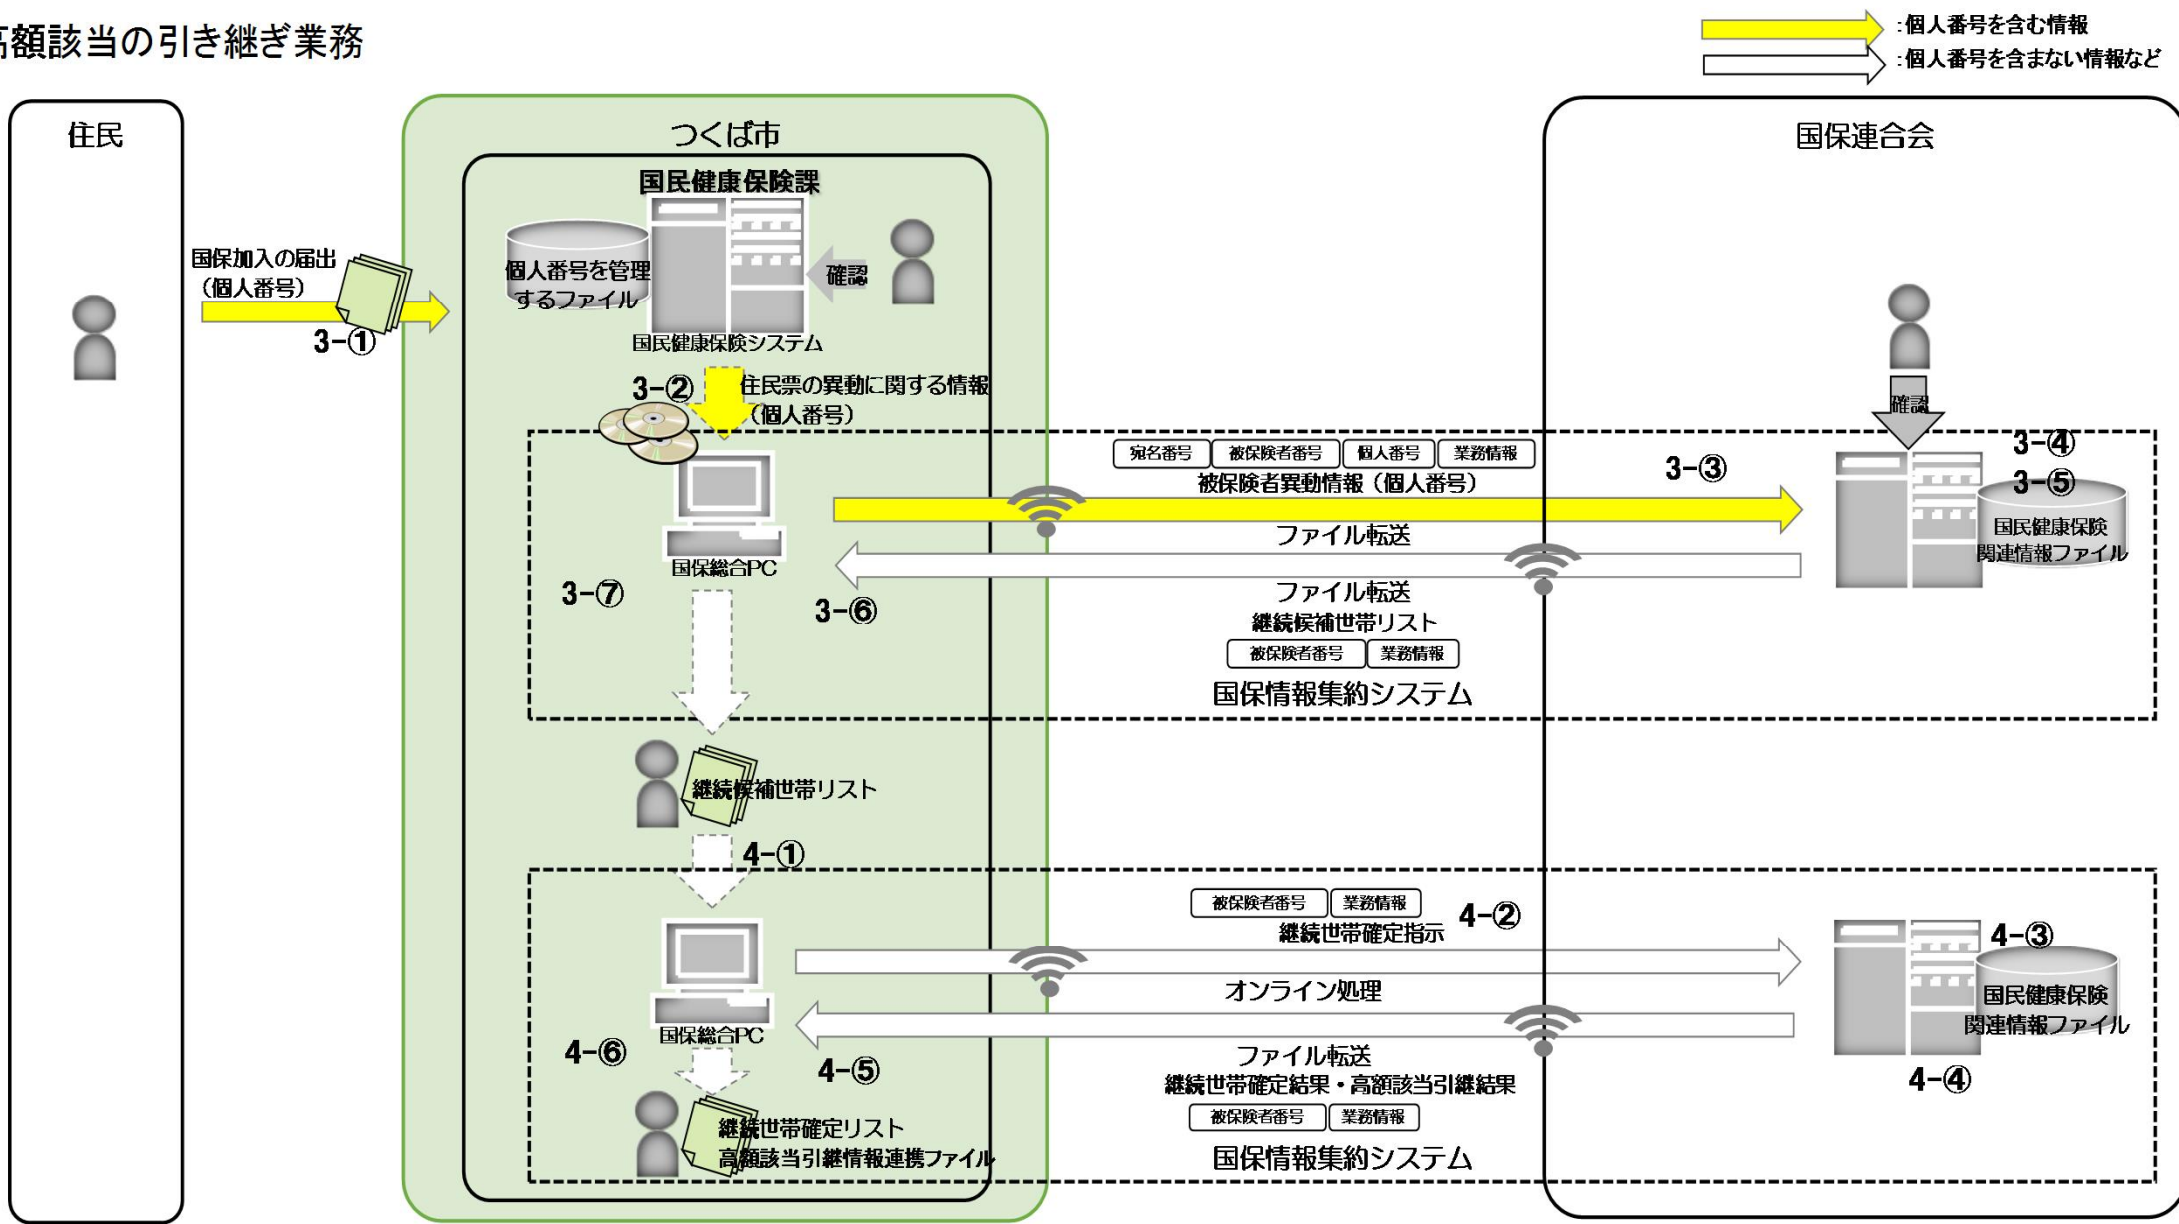 高額該当の引き継ぎ業務
:個人番号を含む情報
:個人番号を含まない情報など
住民
つくば市
国保連合会
国民健康保険課
国保加入の届出
（個人番号）
3-①
個人番号を管理
するファイル
確認
国民健康保険システム
3-②
住民票の異動に関する情報
（個人番号）
確認
宛名番号 被保険者番号 個人番号 業務情報
被保険者異動情報（個人番号）
3-③
3-④
3-⑤
ファイル転送
国民健康保険
関連情報ファイル
国保総合PC
3-⑦
3-⑥
ファイル転送
継続候補世帯リスト
被保険者番号 業務情報
国保情報集約システム
継続候補世帯リスト
4-①
被保険者番号 業務情報
4-②
継続世帯確定指示
4-③
オンライン処理
国民健康保険
関連情報ファイル
国保総合PC
4-⑥
4-⑤
ファイル転送
4-④
継続世帯確定結果・高額該当引継結果
被保険者番号 業務情報
継続世帯確定リスト
高額該当引継情報連携ファイル
国保情報集約システム